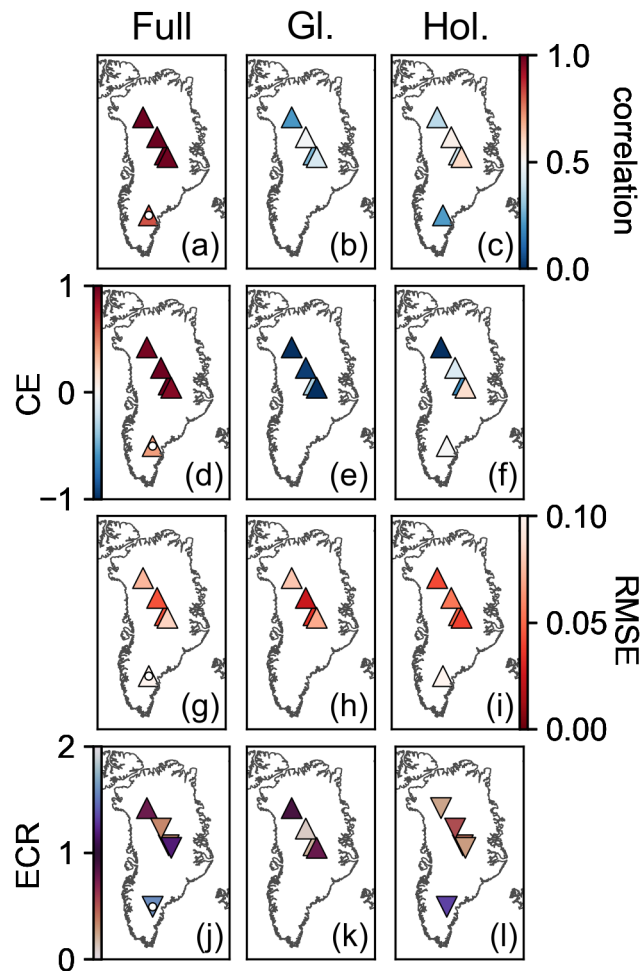 Full Gl. Hol.
1.0
0.5
0.0
correlation
(a) (b) (c)
1
0
−1
CE
(d) (e) (f)
0.10
0.05
0.00
RMSE
(g) (h) (i)
2
1
0
ECR
(j) (k) (l)